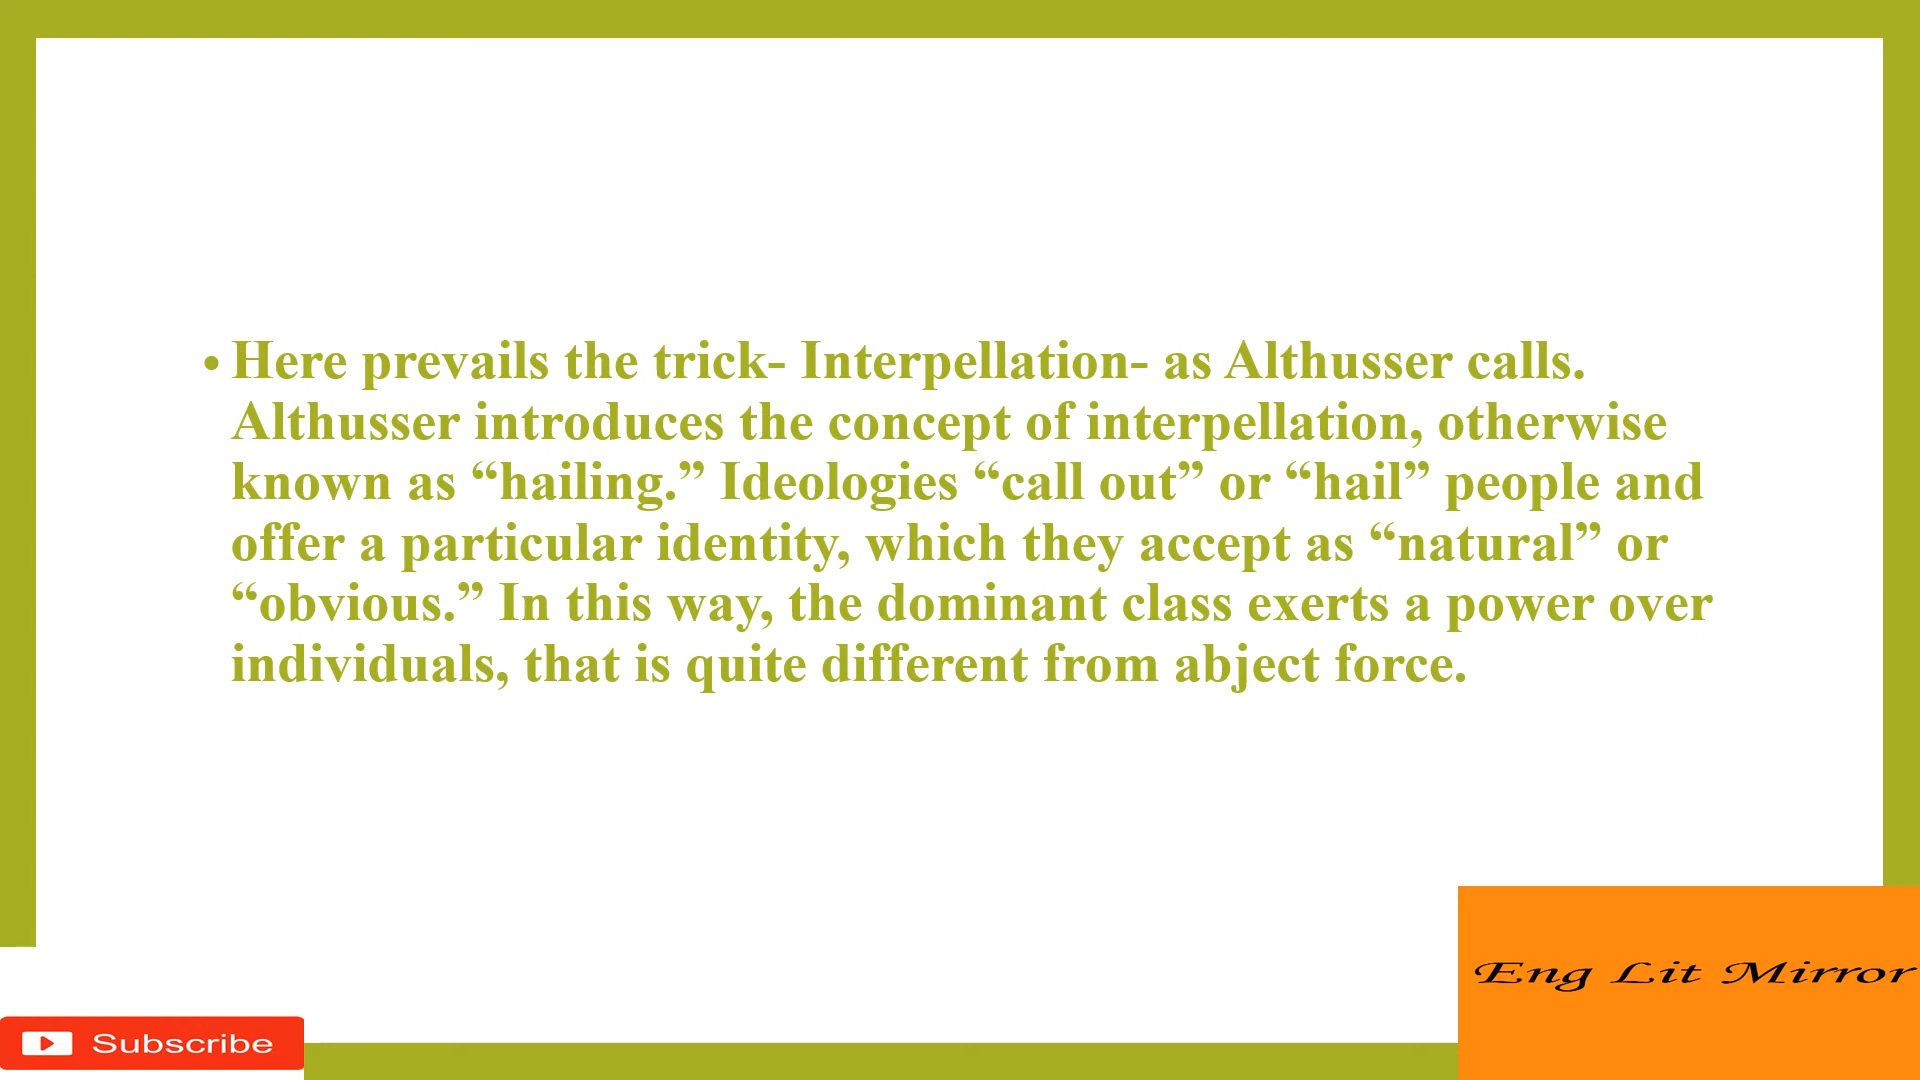 • Here prevails the trick- Interpellation- as Althusser calls.
Althusser introduces the concept of interpellation, otherwise
known as “hailing.” Ideologies “call out” or “hail” people and
offer a particular identity, which they accept as “natural” or
“obvious.” In this way, the dominant class exerts a power over
individuals, that is quite different from abject force.
Eng Lit Mirror
Subscribe